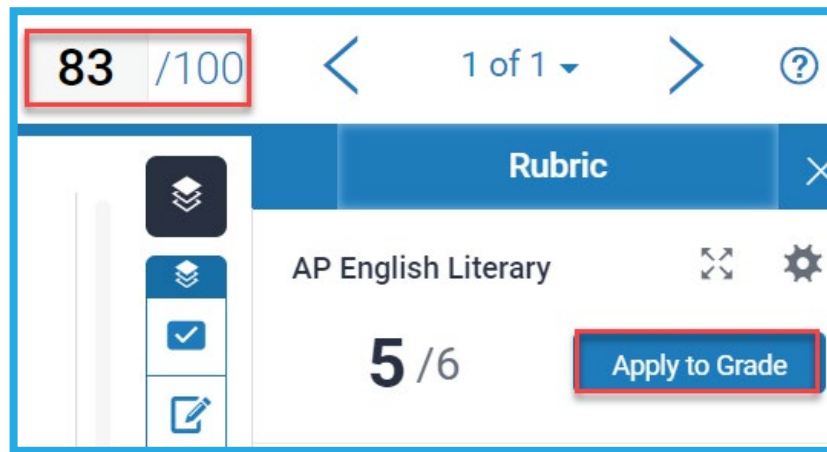 83 /100
1 of 1
Rubric
AP English Literary
5 /6
Apply to Grade